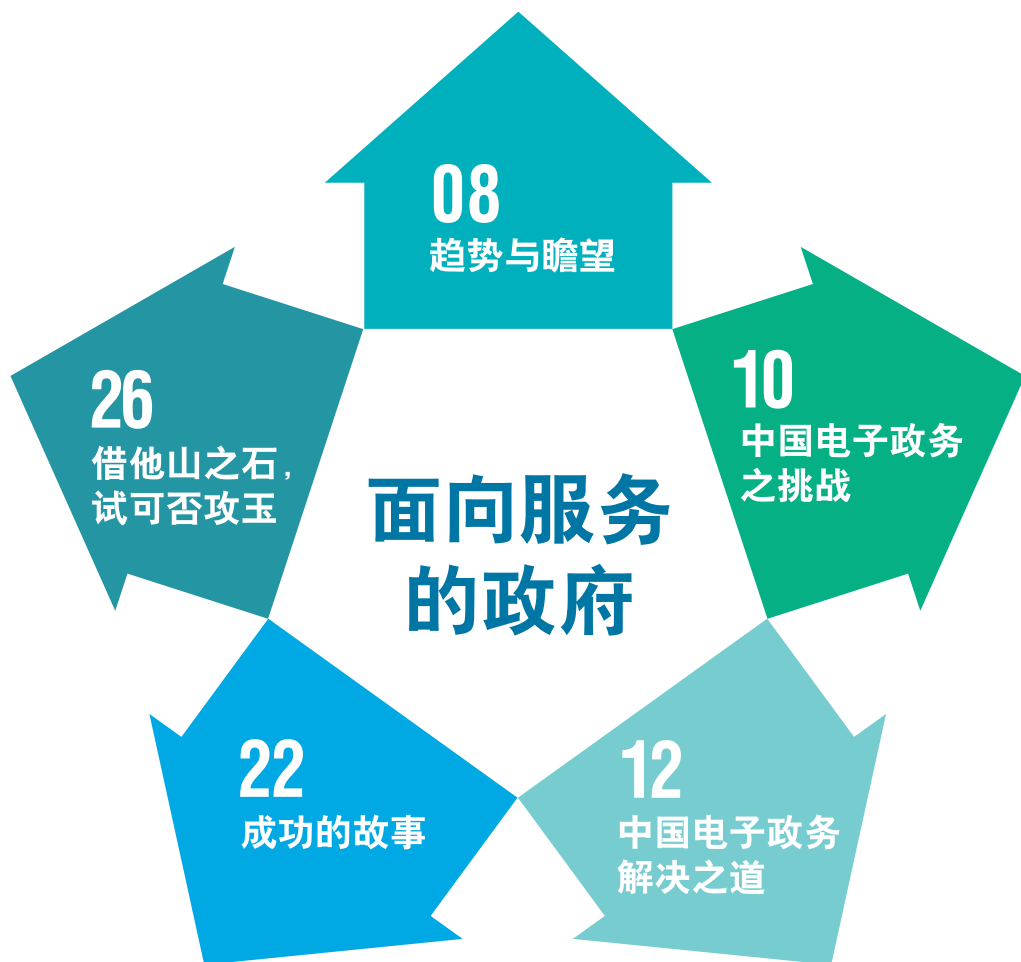 08
趋势与瞻望
10
中国电子政务
之挑战
12
中国电子政务
解决之道
22
成功的故事
26
借他山之石，
试可否攻玉
面向服务
的政府